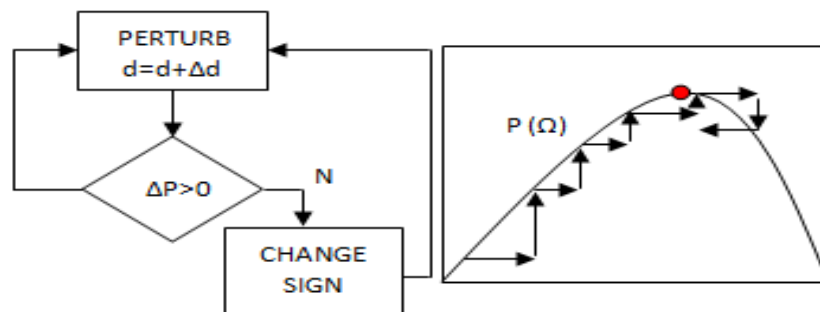 PERTURB
d=d+Δd
ΔP>0
N
CHANGE
SIGN
P (Ω)